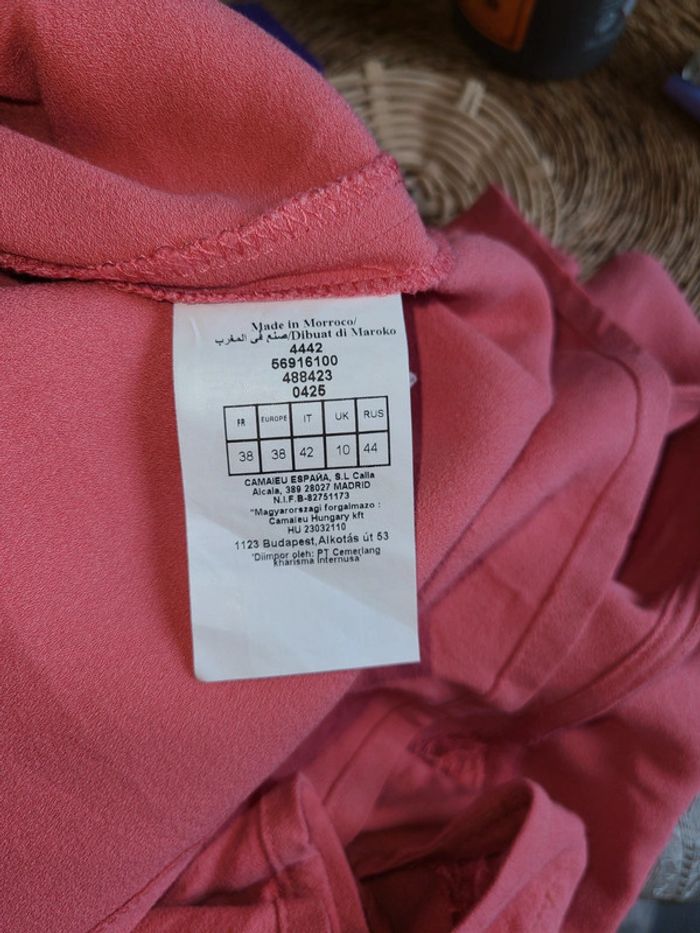 Made in Morroco/
صنع في المغرب/Dibuat di Maroko
4442
56916100
488423
0425
FR EUROPE IT UK RUS
38 38 42 10 44
CAMAIEU ESPAÑA, S.L Calla
Alcala, 389 28027 MADRID
N.I.F.B-82751173
"Magyarorszagi forgalmazo :
Camaieu Hungary kft
HU 23032110
1123 Budapest,Alkotás út 53
"Diimpor oleh: PT Cemerlang
kharisma Internusa"